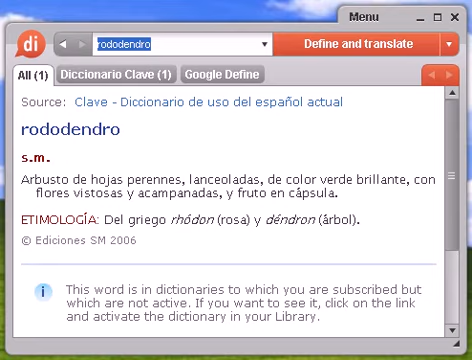 Menu
di
rododendro
Define and translate
All (1)
Diccionario Clave (1)
Google Define
Source: Clave - Diccionario de uso del español actual
rododendro
s.m.
Arbusto de hojas perennes, lanceoladas, de color verde brillante, con
flores vistosas y acampanadas, y fruto en cápsula.
ETIMOLOGÍA: Del griego rhódon (rosa) y déndron (árbol).
© Ediciones SM 2006
i
This word is in dictionaries to which you are subscribed but
which are not active. If you want to see it, click on the link
and activate the dictionary in your Library.